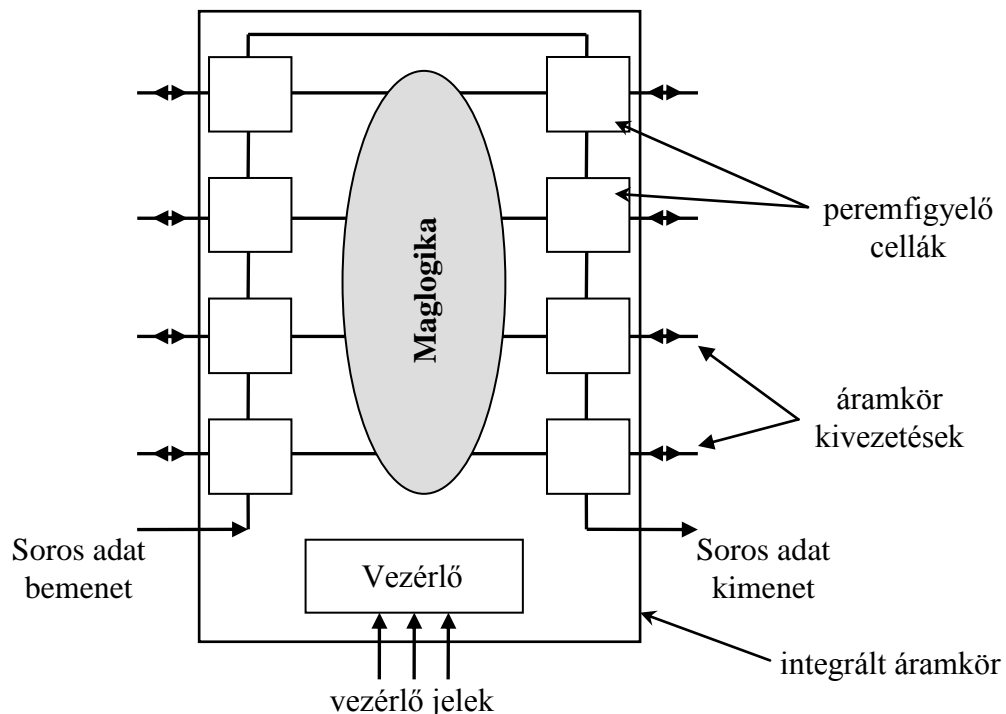 peremfigyelő
cellák
Maglogika
áramkör
kivezetések
Soros adat
bemenet
Vezérlő
Soros adat
kimenet
integrált áramkör
vezérlő jelek